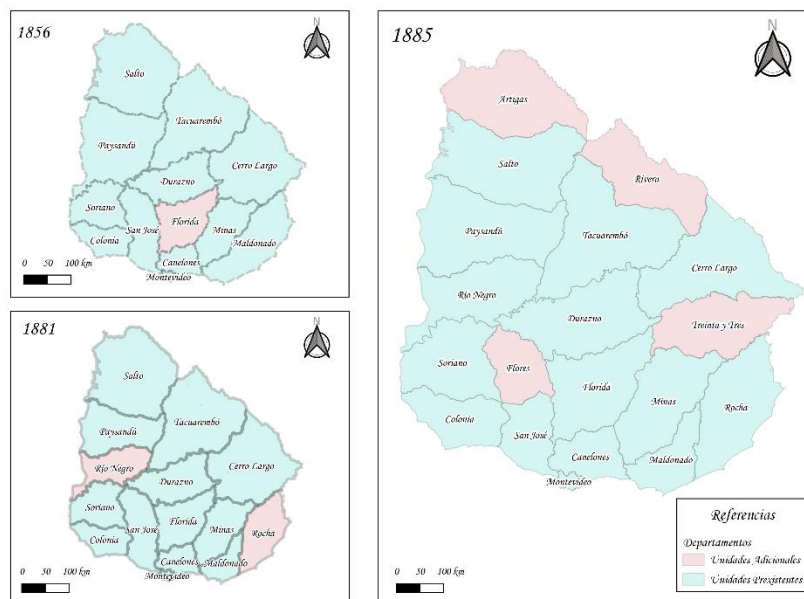 1856
N
Salto
Tacuarembó
Paysandú
Cerro Largo
Durazno
Soriano
Florida
San José
Minas
Colonia
Maldonado
Canelones
Montevideo
0 50 100 km
1881
N
Salto
Tacuarembó
Paysandú
Río Negro
Cerro Largo
Durazno
Soriano
Florida
Minas
San José
Rocha
Colonia
Canelones
Maldonado
Montevideo
0 50 100 km
1885
N
Artigas
Salto
Rivera
Paysandú
Tacuarembó
Cerro Largo
Río Negro
Durazno
Treinta y Tres
Soriano
Flores
Florida
Minas
Rocha
Colonia
San José
Canelones
Maldonado
Montevideo
0 50 100 km
Referencias
Departamentos
Unidades Adicionales
Unidades Prexistentes